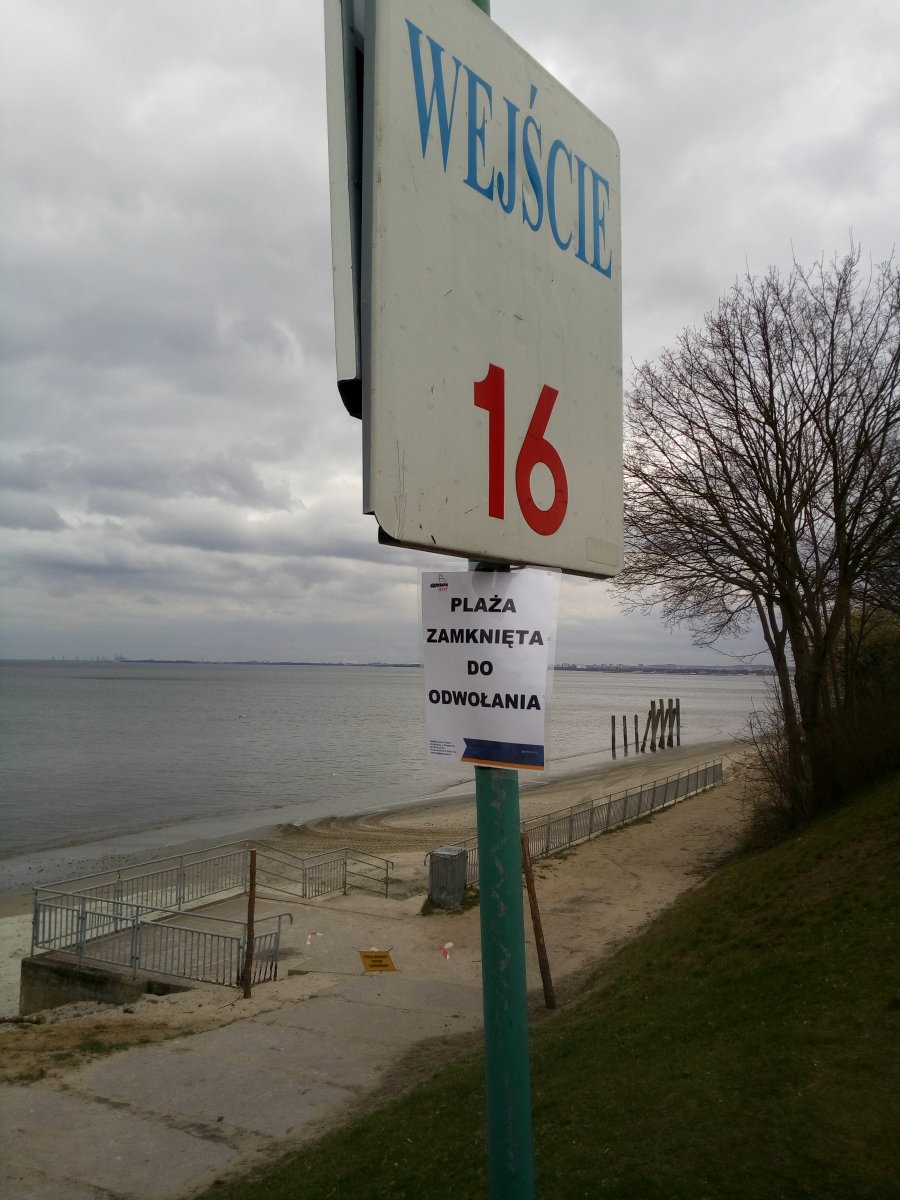 WEJŚCIE
16
PLAŻA
ZAMKNIĘTA
DO
ODWOŁANIA